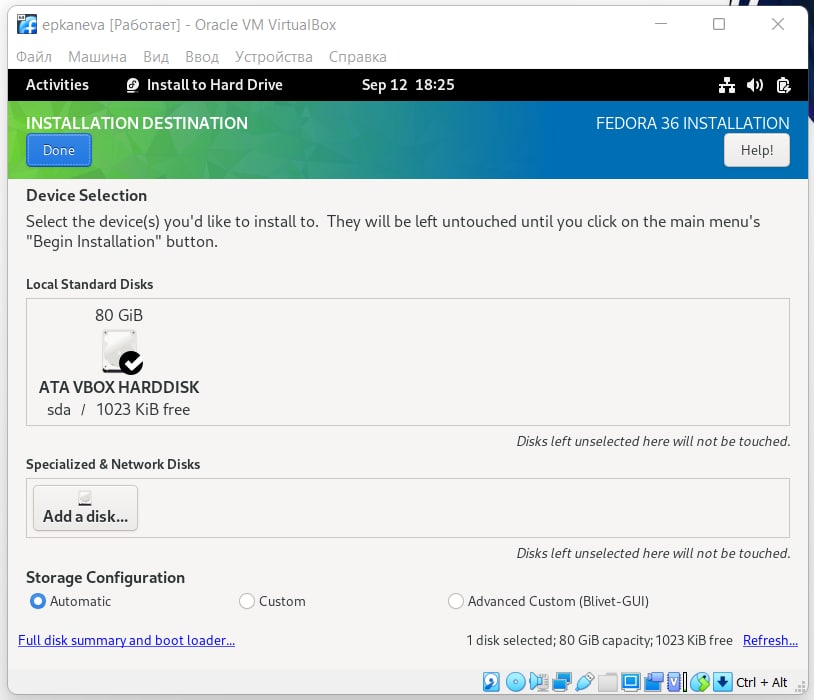 epkaneva [Работает] - Oracle VM VirtualBox
Файл Машина Вид Ввод Устройства Справка
Activities Install to Hard Drive Sep 12 18:25
INSTALLATION DESTINATION FEDORA 36 INSTALLATION
Done Help!
Device Selection
Select the device(s) you'd like to install to. They will be left untouched until you click on the main menu's
"Begin Installation" button.
Local Standard Disks
80 GiB
ATA VBOX HARDDISK
sda / 1023 KiB free
Disks left unselected here will not be touched.
Specialized & Network Disks
Add a disk...
Disks left unselected here will not be touched.
Storage Configuration
Automatic Custom Advanced Custom (Blivet-GUI)
Full disk summary and boot loader... 1 disk selected; 80 GiB capacity; 1023 KiB free Refresh...
Ctrl + Alt